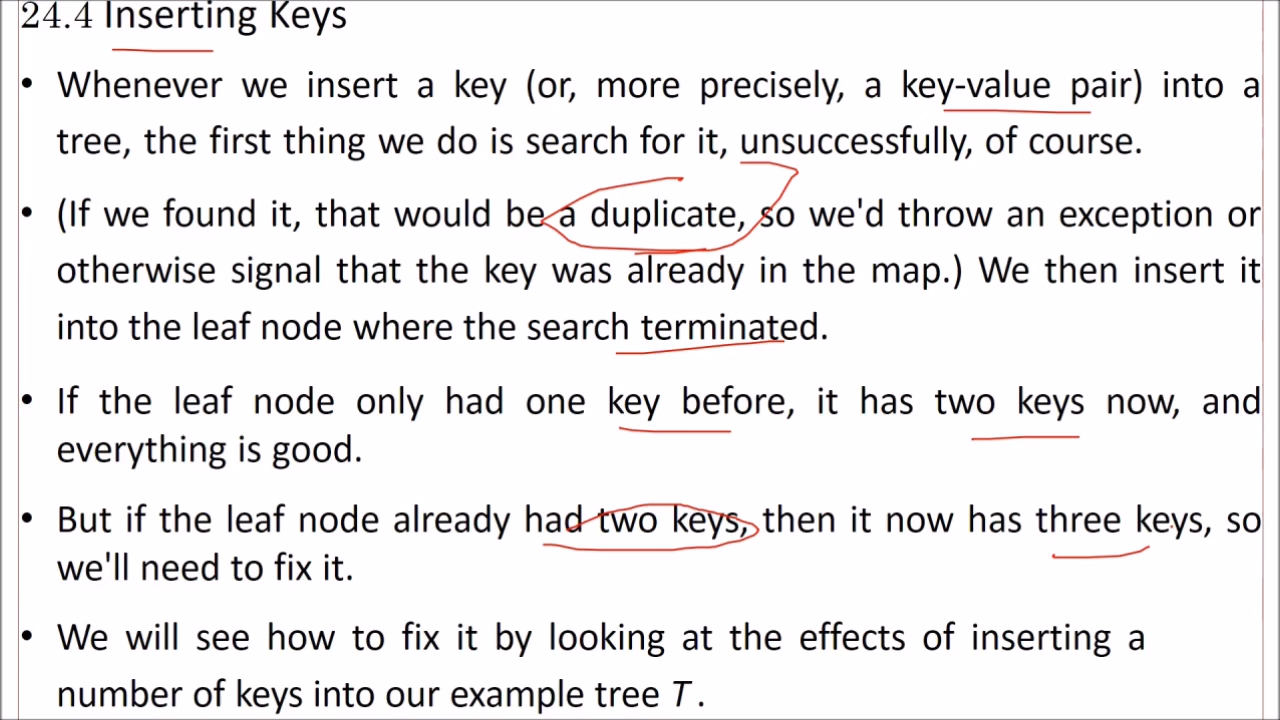 24.4 Inserting Keys
• Whenever we insert a key (or, more precisely, a key-value pair) into a
tree, the first thing we do is search for it, unsuccessfully, of course.
• (If we found it, that would be a duplicate, so we'd throw an exception or
otherwise signal that the key was already in the map.) We then insert it
into the leaf node where the search terminated.
• If the leaf node only had one key before, it has two keys now, and
everything is good.
• But if the leaf node already had two keys, then it now has three keys, so
we'll need to fix it.
• We will see how to fix it by looking at the effects of inserting a
number of keys into our example tree T.